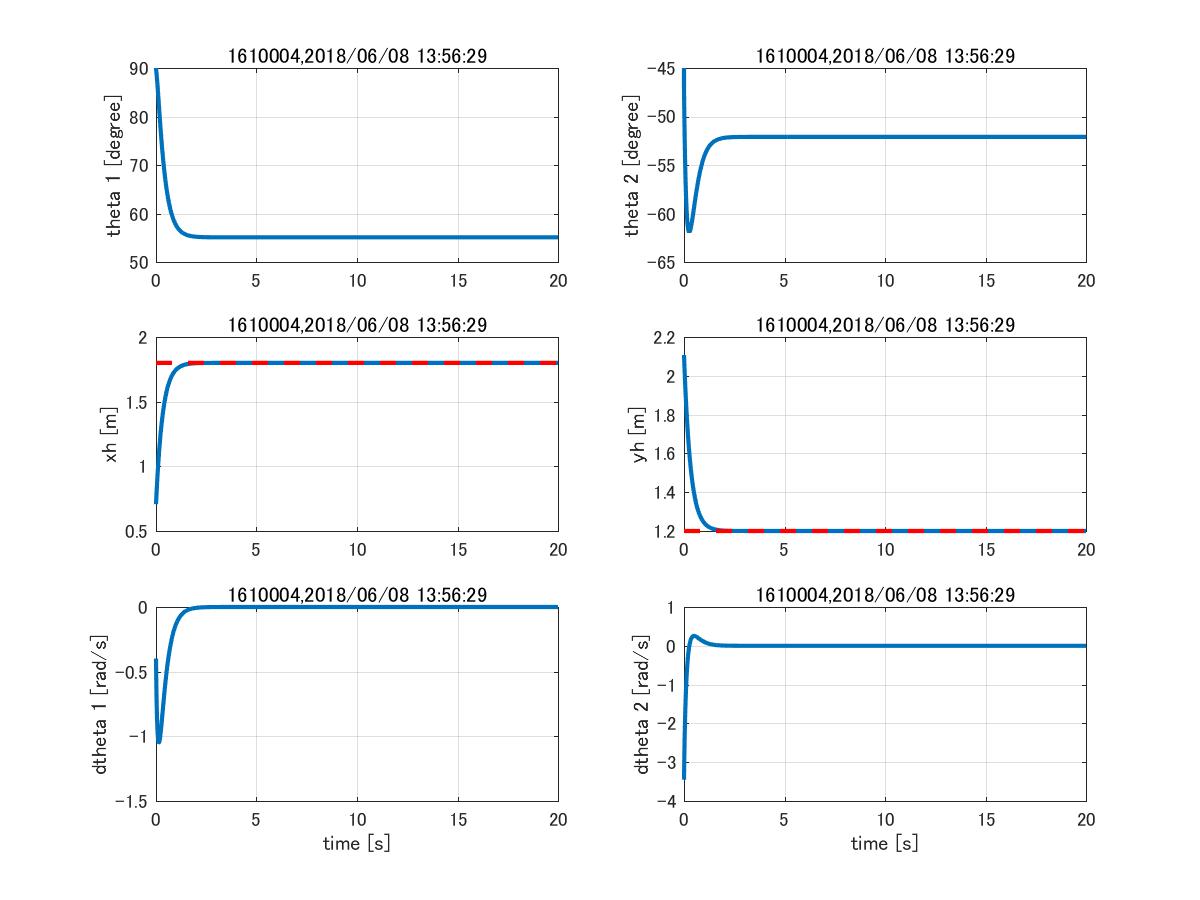 1610004,2018/06/08 13:56:29
theta 1 [degree]
90
80
70
60
50
0 5 10 15 20
1610004,2018/06/08 13:56:29
theta 2 [degree]
-45
-50
-55
-60
-65
0 5 10 15 20
1610004,2018/06/08 13:56:29
xh [m]
2
1.5
1
0.5
0 5 10 15 20
1610004,2018/06/08 13:56:29
yh [m]
2.2
2
1.8
1.6
1.4
1.2
0 5 10 15 20
1610004,2018/06/08 13:56:29
dtheta 1 [rad/s]
0
-0.5
-1
-1.5
0 5 10 15 20
time [s]
1610004,2018/06/08 13:56:29
dtheta 2 [rad/s]
1
0
-1
-2
-3
-4
0 5 10 15 20
time [s]